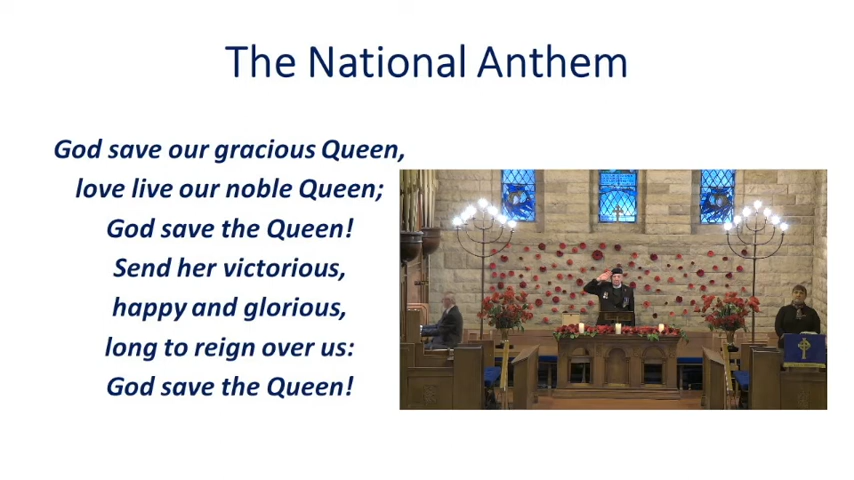 The National Anthem
God save our gracious Queen,
love live our noble Queen;
God save the Queen!
Send her victorious,
happy and glorious,
long to reign over us:
God save the Queen!